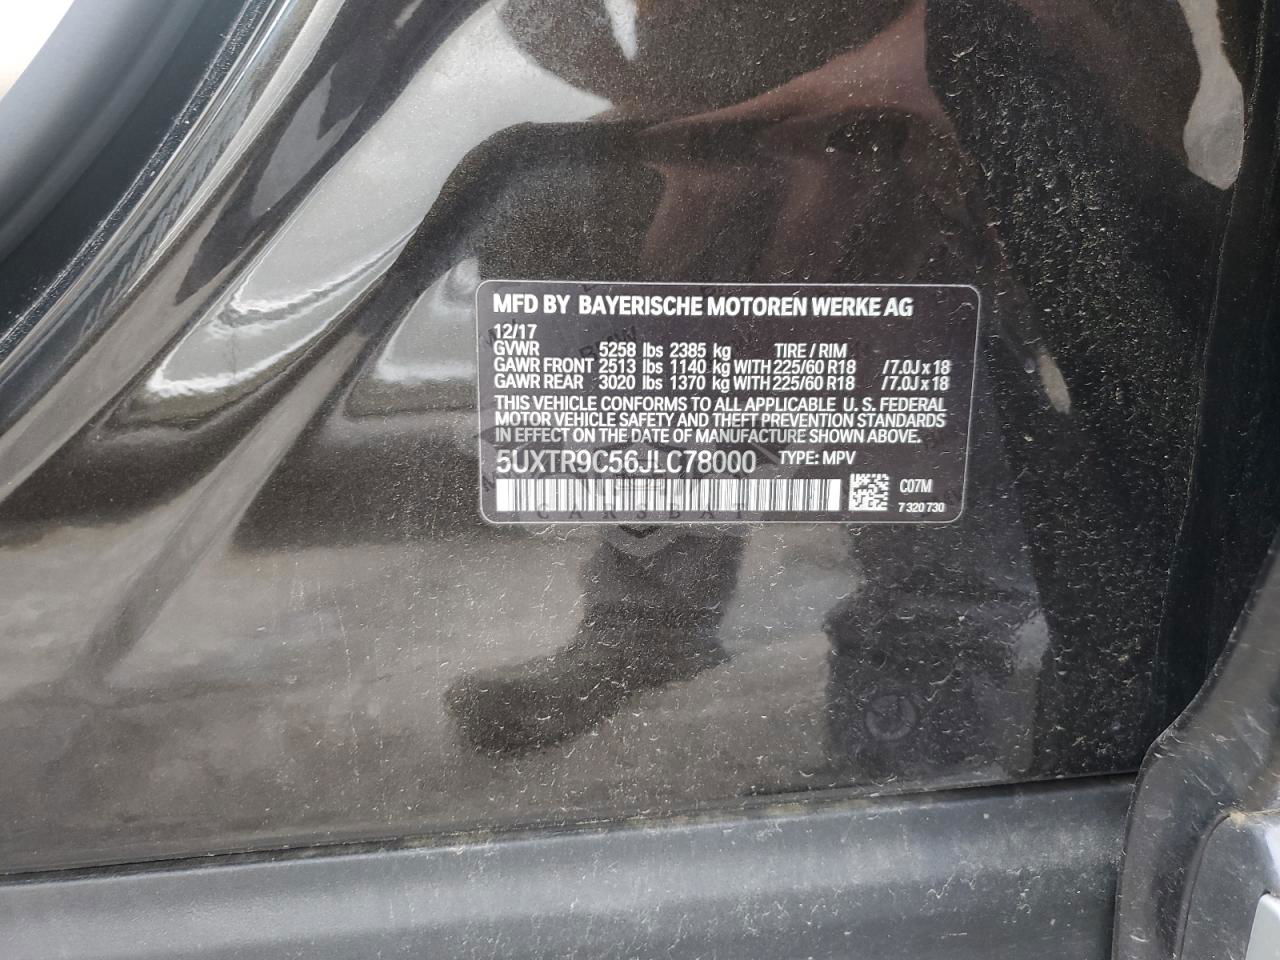 MFD BY BAYERISCHE MOTOREN WERKE AG
12/17
GVWR 5258 lbs 2385 kg TIRE / RIM
GAWR FRONT 2513 lbs 1140 kg WITH 225/60 R18 /7.0J x 18
GAWR REAR 3020 lbs 1370 kg WITH 225/60 R18 /7.0J x 18
THIS VEHICLE CONFORMS TO ALL APPLICABLE U. S. FEDERAL
MOTOR VEHICLE SAFETY AND THEFT PREVENTION STANDARDS
IN EFFECT ON THE DATE OF MANUFACTURE SHOWN ABOVE.
5UXTR9C56JLC78000 TYPE: MPV
C07M
7 320 730